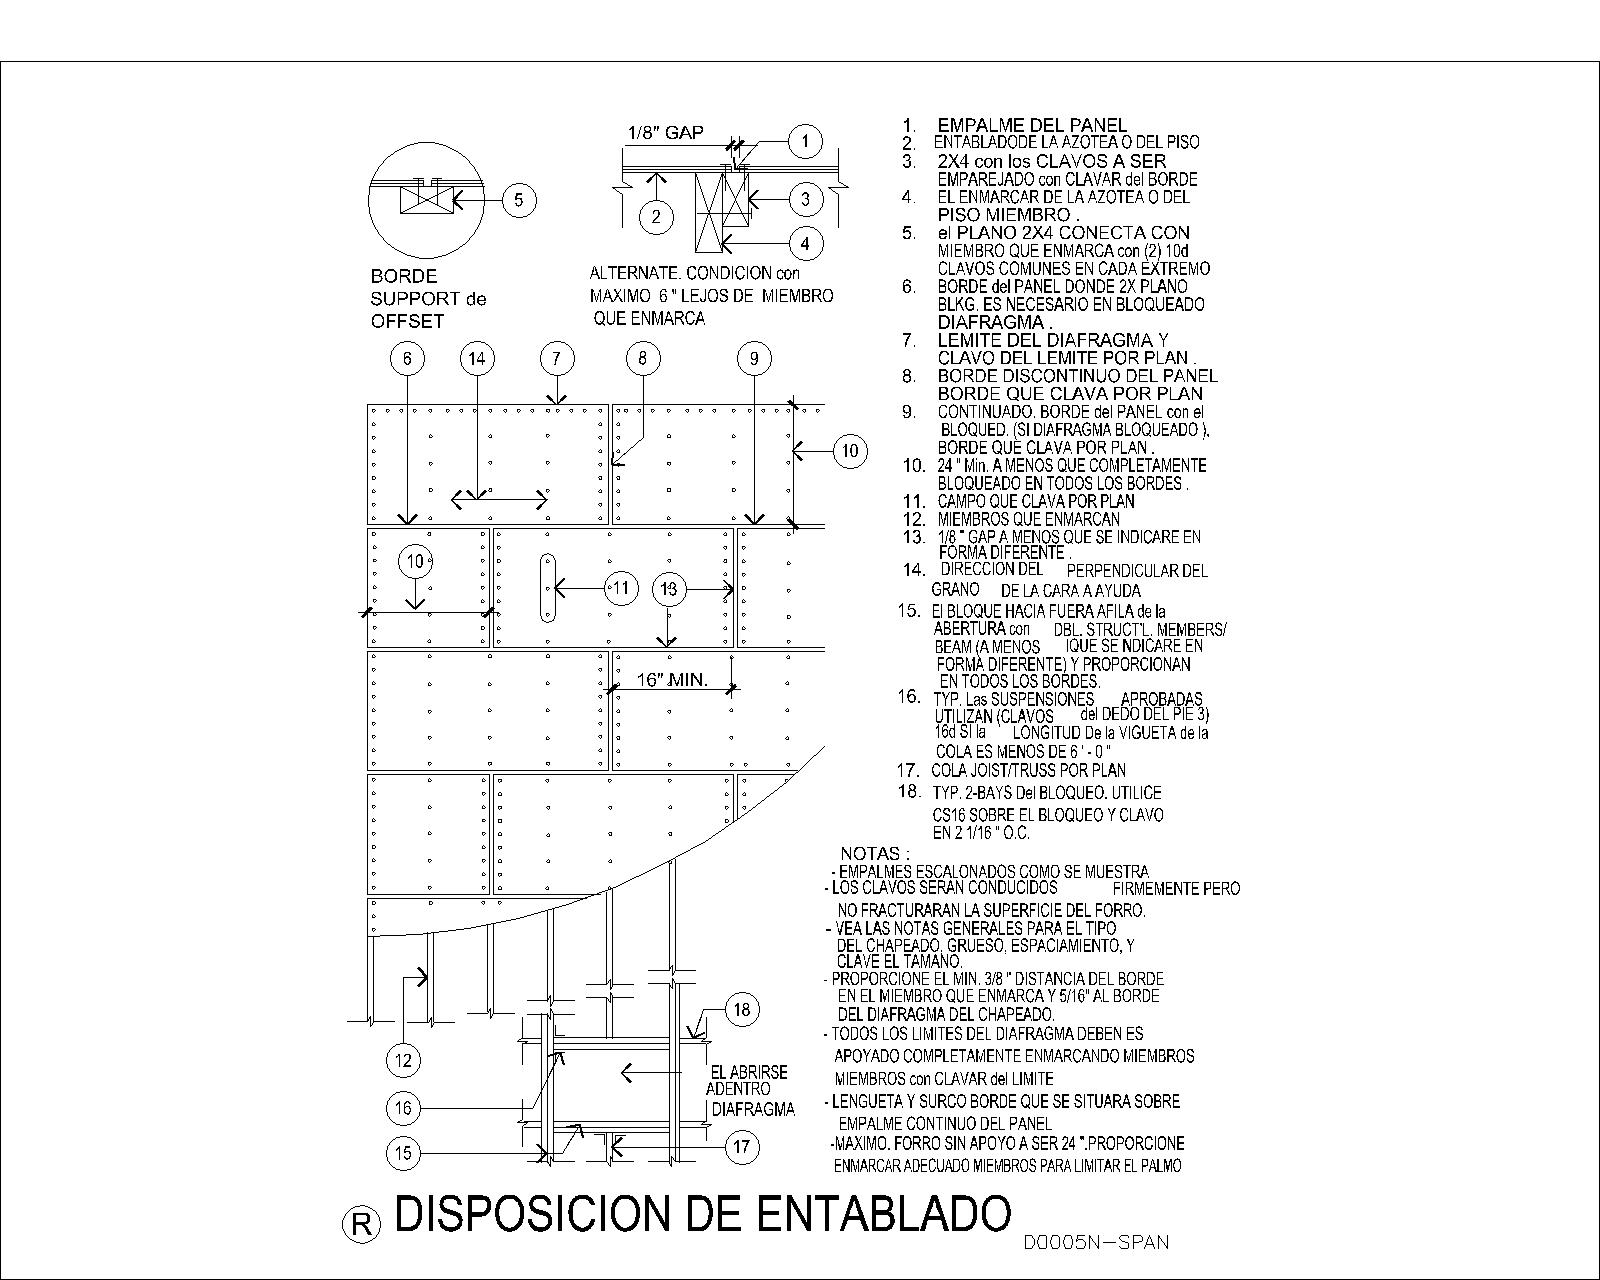 1/8" GAP
1
5
3
2
4
BORDE
SUPPORT de
OFFSET
ALTERNATE. CONDICION con
MAXIMO 6 " LEJOS DE MIEMBRO
QUE ENMARCA
6
14
7
8
9
10
10
11
13
16" MIN.
12
18
EL ABRIRSE
ADENTRO
DIAFRAGMA
16
15
17
1. EMPALME DEL PANEL
2. ENTABLADODE LA AZOTEA O DEL PISO
3. 2X4 con los CLAVOS A SER
EMPAREJADO con CLAVAR del BORDE
4. EL ENMARCAR DE LA AZOTEA O DEL
PISO MIEMBRO .
5. el PLANO 2X4 CONECTA CON
MIEMBRO QUE ENMARCA con (2) 10d
CLAVOS COMUNES EN CADA EXTREMO
6. BORDE del PANEL DONDE 2X PLANO
BLKG. ES NECESARIO EN BLOQUEADO
DIAFRAGMA .
7. LEMITE DEL DIAFRAGMA Y
CLAVO DEL LEMITE POR PLAN .
8. BORDE DISCONTINUO DEL PANEL
BORDE QUE CLAVA POR PLAN
9. CONTINUADO. BORDE del PANEL con el
BLOQUED. (SI DIAFRAGMA BLOQUEADO ),
BORDE QUE CLAVA POR PLAN .
10. 24 " Min. A MENOS QUE COMPLETAMENTE
BLOQUEADO EN TODOS LOS BORDES .
11. CAMPO QUE CLAVA POR PLAN
12. MIEMBROS QUE ENMARCAN
13. 1/8 " GAP A MENOS QUE SE INDICARE EN
FORMA DIFERENTE .
14. DIRECCION DEL PERPENDICULAR DEL
GRANO DE LA CARA A AYUDA
15. El BLOQUE HACIA FUERA AFILA de la
ABERTURA con DBL. STRUCT'L. MEMBERS/
BEAM (A MENOS IQUE SE NDICARE EN
FORMA DIFERENTE) Y PROPORCIONAN
EN TODOS LOS BORDES.
16. TYP. Las SUSPENSIONES APROBADAS
UTILIZAN (CLAVOS del DEDO DEL PIE 3)
16d SI la LONGITUD De la VIGUETA de la
COLA ES MENOS DE 6 ' - 0 "
17. COLA JOIST/TRUSS POR PLAN
18. TYP. 2-BAYS Del BLOQUEO. UTILICE
CS16 SOBRE EL BLOQUEO Y CLAVO
EN 2 1/16 " O.C.
NOTAS :
- EMPALMES ESCALONADOS COMO SE MUESTRA
- LOS CLAVOS SERAN CONDUCIDOS FIRMEMENTE PERO
NO FRACTURARAN LA SUPERFICIE DEL FORRO.
- VEA LAS NOTAS GENERALES PARA EL TIPO
DEL CHAPEADO, GRUESO, ESPACIAMIENTO, Y
CLAVE EL TAMANO.
- PROPORCIONE EL MIN. 3/8 " DISTANCIA DEL BORDE
EN EL MIEMBRO QUE ENMARCA Y 5/16" AL BORDE
DEL DIAFRAGMA DEL CHAPEADO.
- TODOS LOS LIMITES DEL DIAFRAGMA DEBEN ES
APOYADO COMPLETAMENTE ENMARCANDO MIEMBROS
MIEMBROS con CLAVAR del LIMITE
- LENGUETA Y SURCO BORDE QUE SE SITUARA SOBRE
EMPALME CONTINUO DEL PANEL
-MAXIMO. FORRO SIN APOYO A SER 24 ".PROPORCIONE
ENMARCAR ADECUADO MIEMBROS PARA LIMITAR EL PALMO
R DISPOSICION DE ENTABLADO
D0005N-SPAN